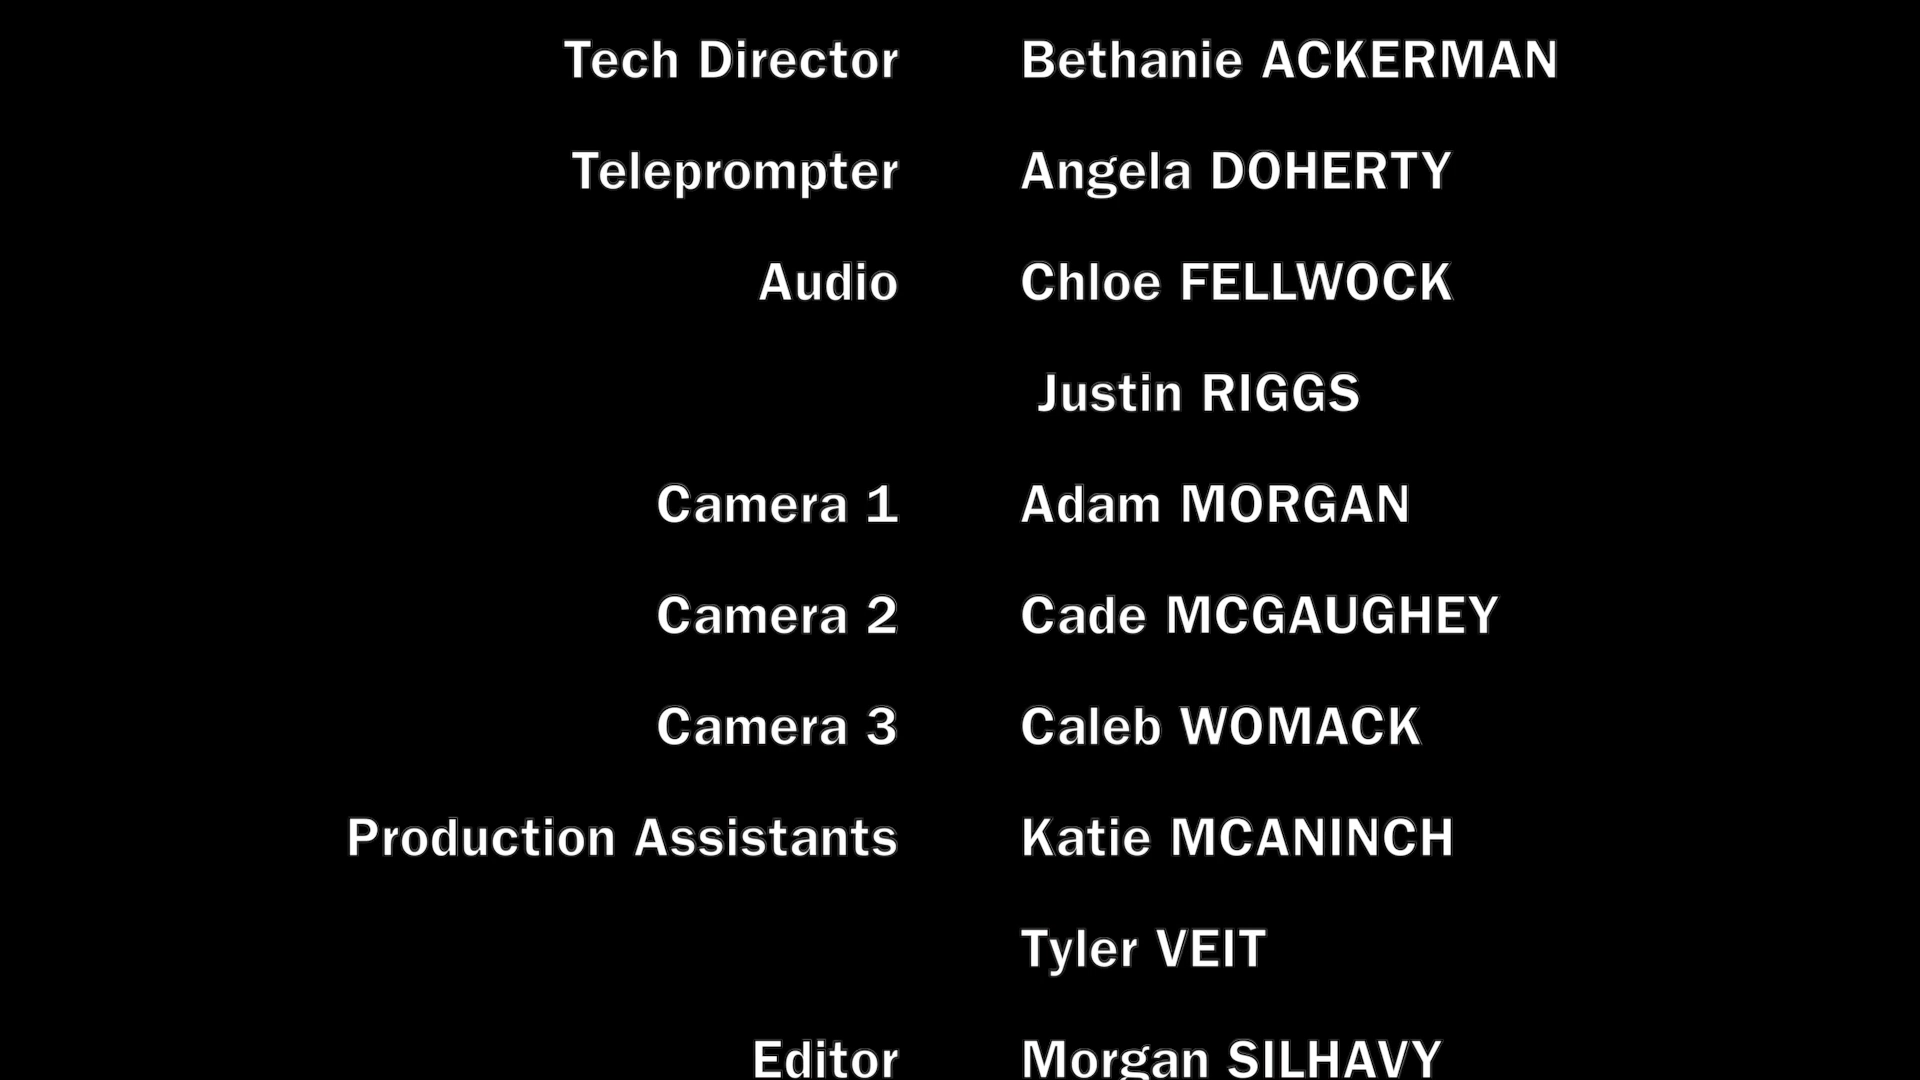 Tech Director Bethanie ACKERMAN
Teleprompter Angela DOHERTY
Audio Chloe FELLWOCK
Justin RIGGS
Camera 1 Adam MORGAN
Camera 2 Cade MCGAUGHEY
Camera 3 Caleb WOMACK
Production Assistants Katie MCANINCH
Tyler VEIT
Editor Morgan SILHAVY